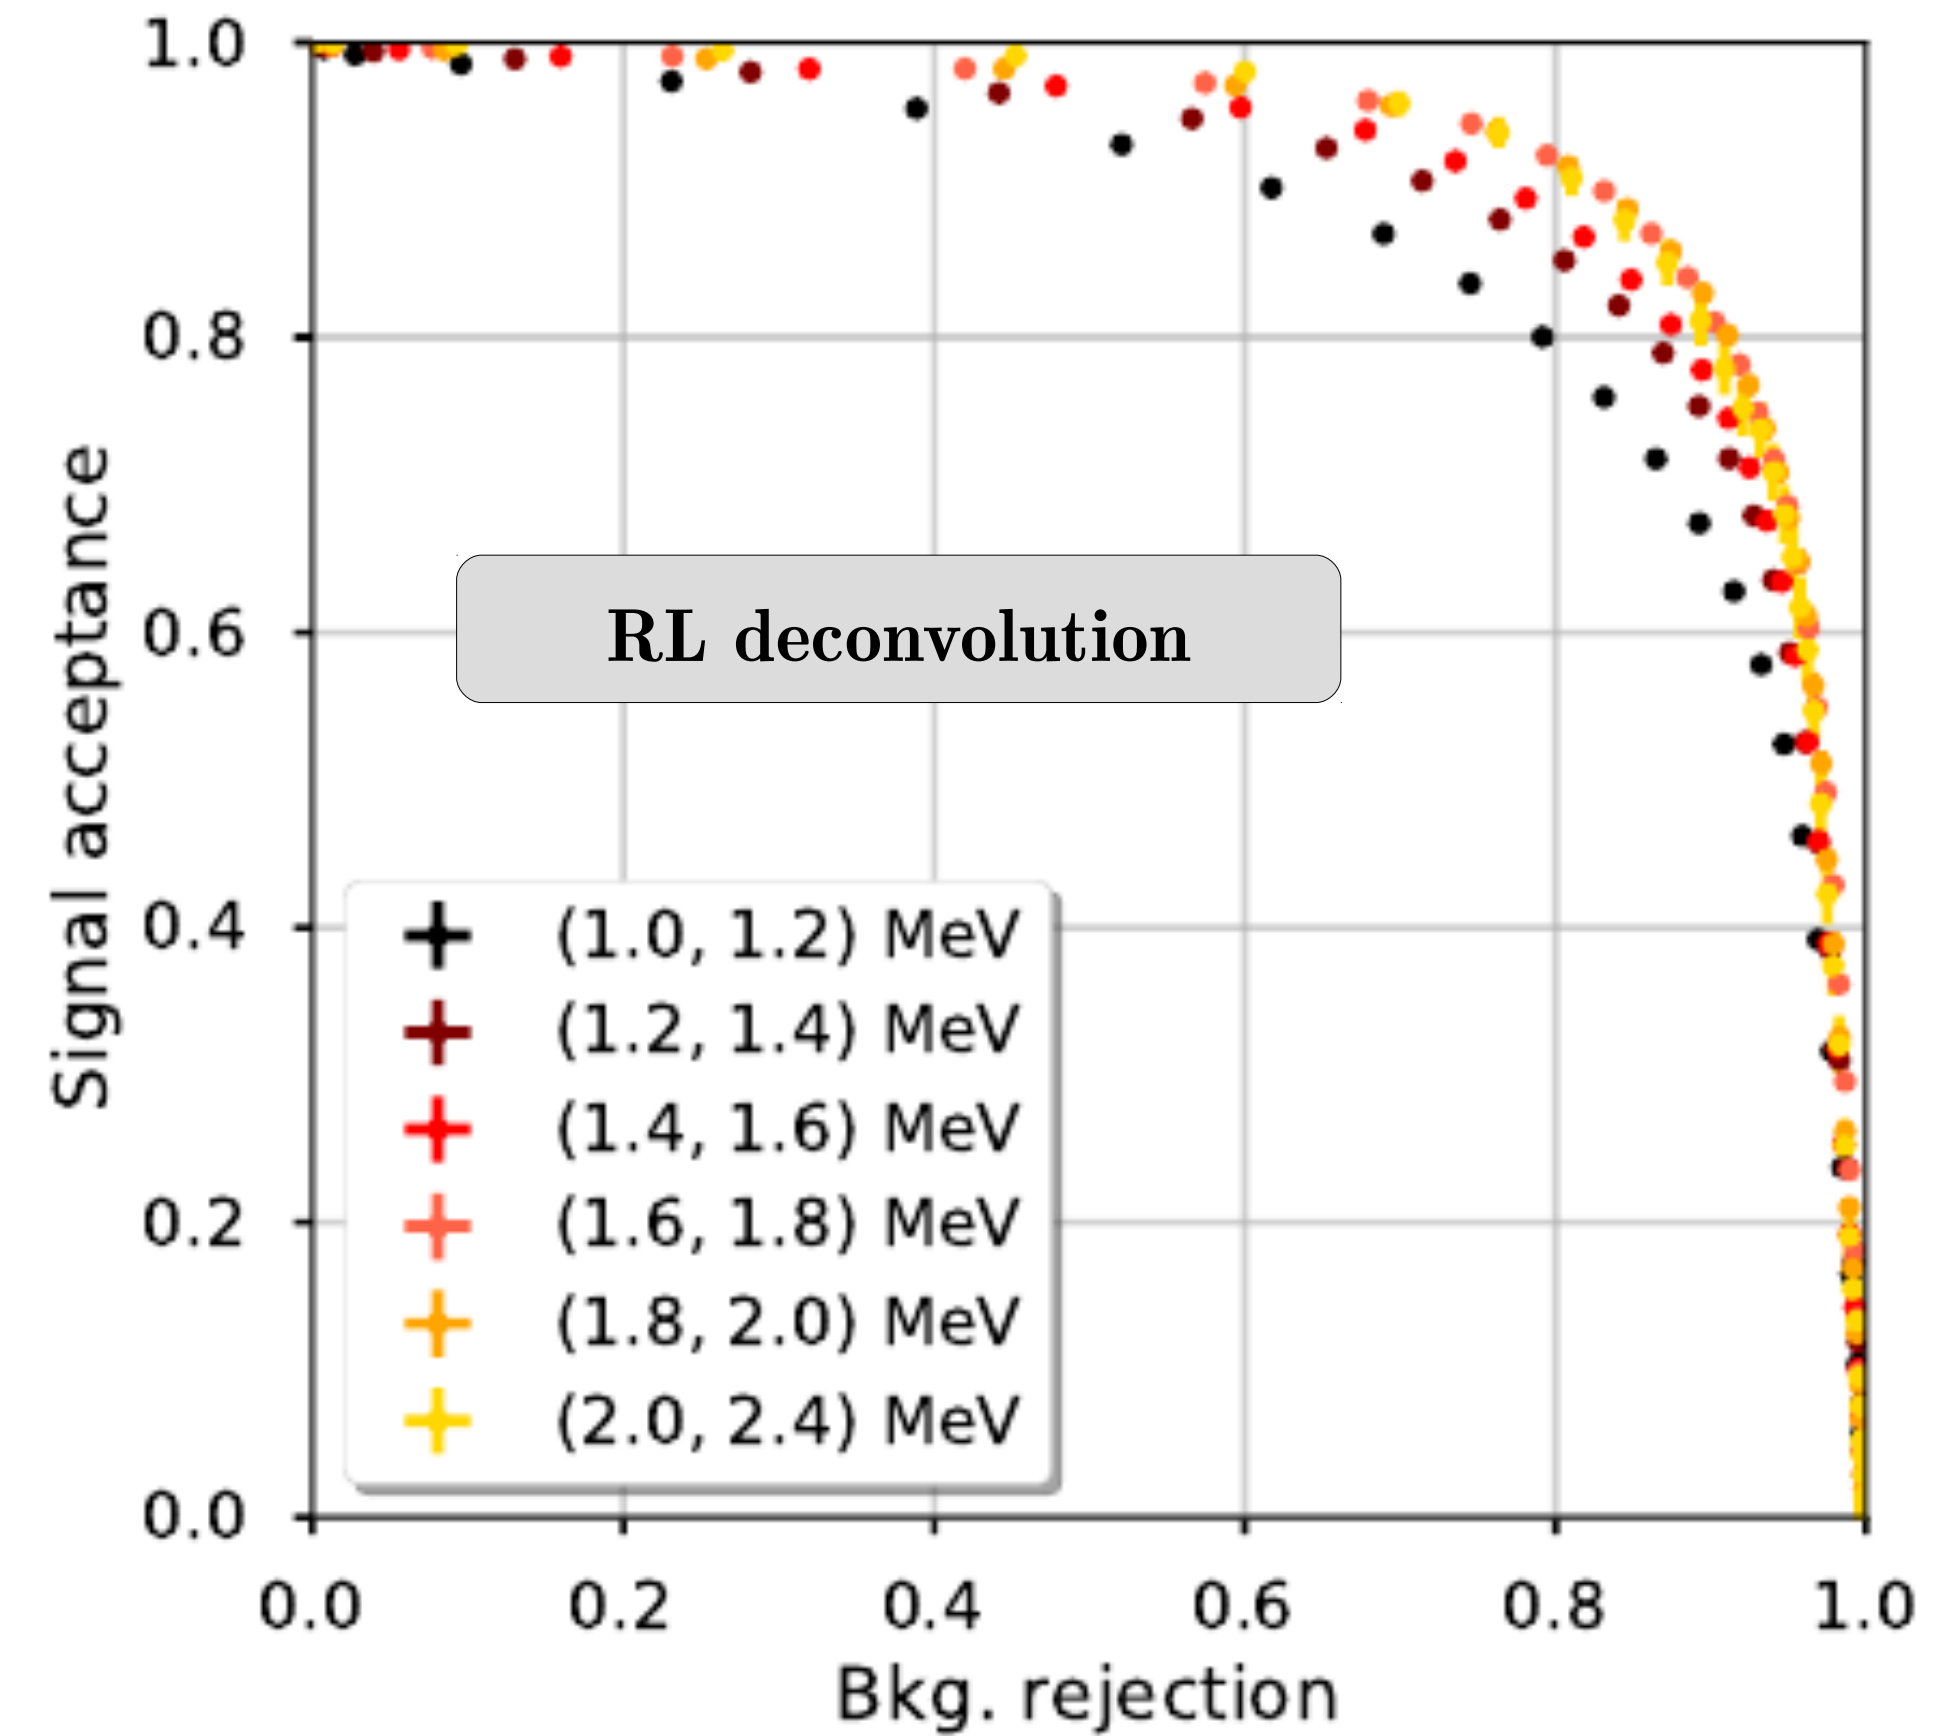 1.0
0.8
0.6
0.4
0.2
0.0
Signal acceptance
RL deconvolution
(1.0, 1.2) MeV
(1.2, 1.4) MeV
(1.4, 1.6) MeV
(1.6, 1.8) MeV
(1.8, 2.0) MeV
(2.0, 2.4) MeV
0.0 0.2 0.4 0.6 0.8 1.0
Bkg. rejection